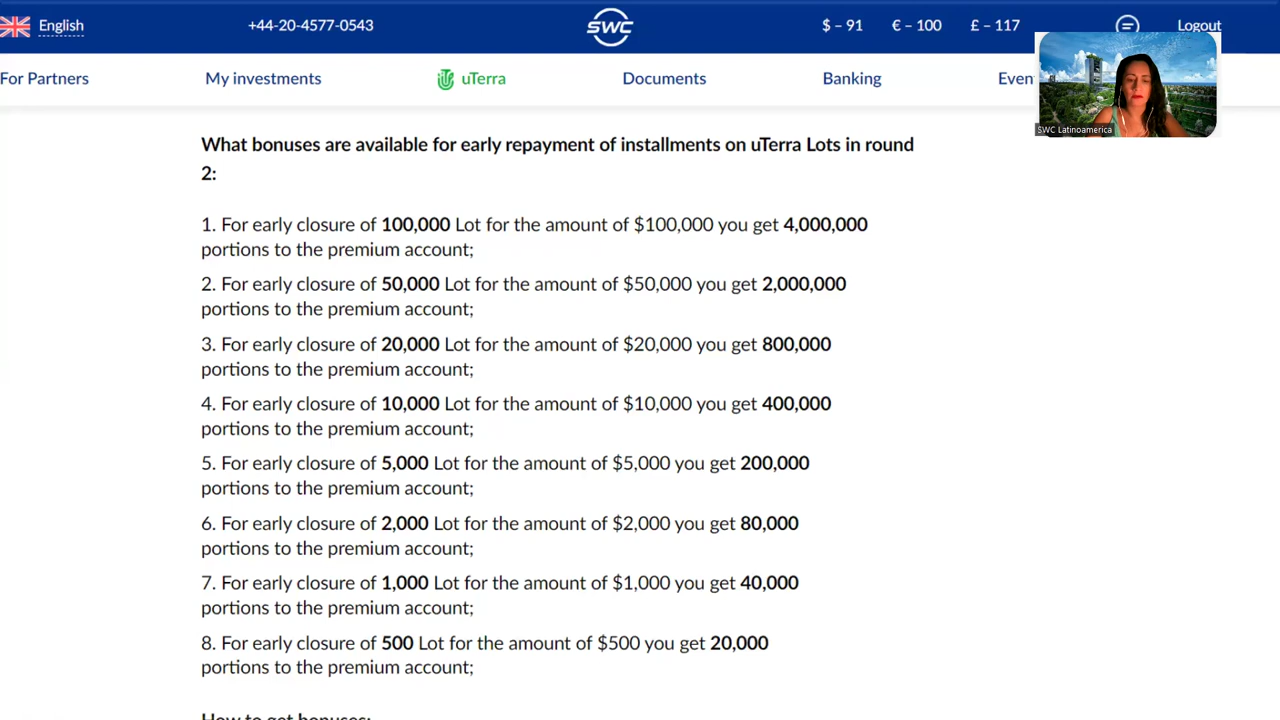 English
+44-20-4577-0543
SWC
$ – 91
€ – 100
£ – 117
Logout
For Partners
My investments
uTerra
Documents
Banking
Even
SWC Latinoamerica
What bonuses are available for early repayment of installments on uTerra Lots in round
2:
1. For early closure of 100,000 Lot for the amount of $100,000 you get 4,000,000
portions to the premium account;
2. For early closure of 50,000 Lot for the amount of $50,000 you get 2,000,000
portions to the premium account;
3. For early closure of 20,000 Lot for the amount of $20,000 you get 800,000
portions to the premium account;
4. For early closure of 10,000 Lot for the amount of $10,000 you get 400,000
portions to the premium account;
5. For early closure of 5,000 Lot for the amount of $5,000 you get 200,000
portions to the premium account;
6. For early closure of 2,000 Lot for the amount of $2,000 you get 80,000
portions to the premium account;
7. For early closure of 1,000 Lot for the amount of $1,000 you get 40,000
portions to the premium account;
8. For early closure of 500 Lot for the amount of $500 you get 20,000
portions to the premium account;
How to get bonuses: